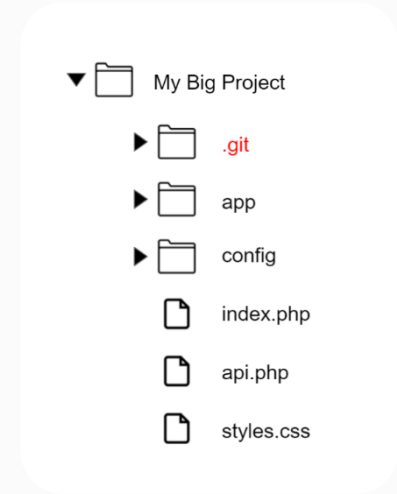 My Big Project
.git
app
config
index.php
api.php
styles.css